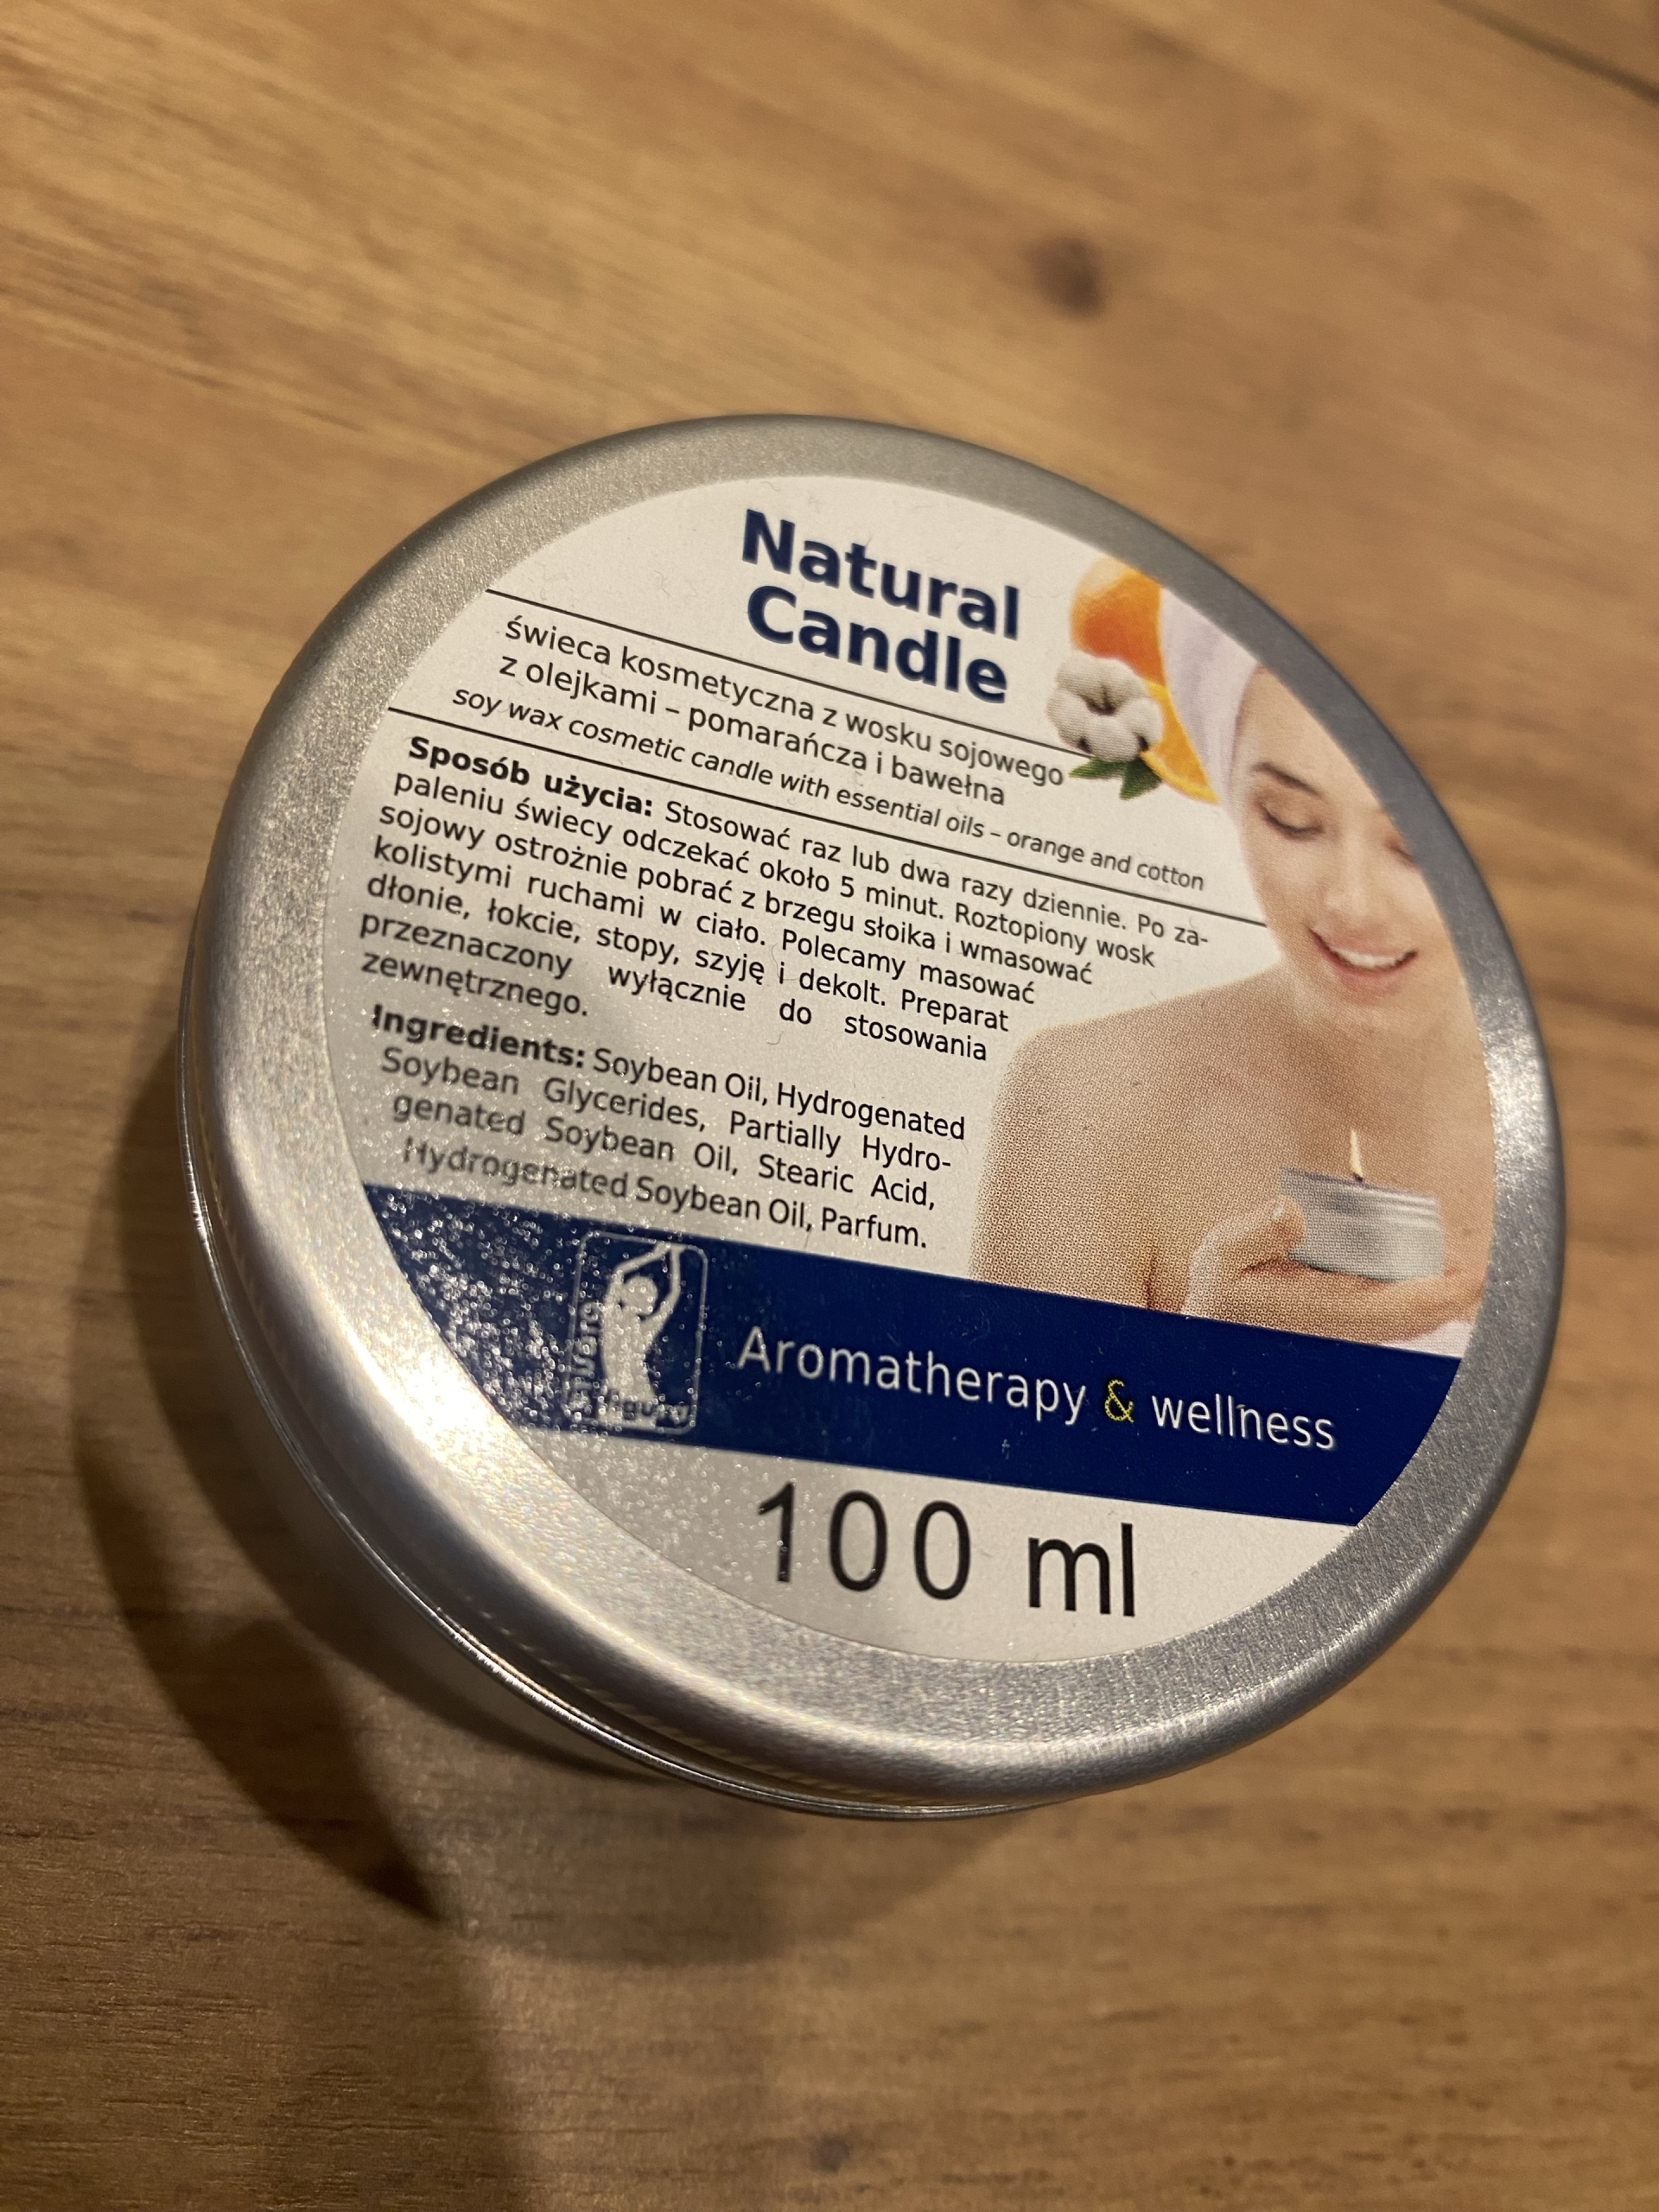 Natural
Candle
świeca kosmetyczna z wosku sojowego
z olejkami – pomarańcza i bawełna
soy wax cosmetic candle with essential oils – orange and cotton
Sposób użycia: Stosować raz lub dwa razy dziennie. Po za-
paleniu świecy odczekać około 5 minut. Roztopiony wosk
sojowy ostrożnie pobrać z brzegu słoika i wmasować
kolistymi ruchami w ciało. Polecamy masować
dłonie, łokcie, stopy, szyję i dekolt. Preparat
przeznaczony wyłącznie do stosowania
zewnętrznego.
Ingredients: Soybean Oil, Hydrogenated
Soybean Glycerides, Partially Hydro-
genated Soybean Oil, Stearic Acid,
Hydrogenated Soybean Oil, Parfum.
Aromatherapy & wellness
100 ml